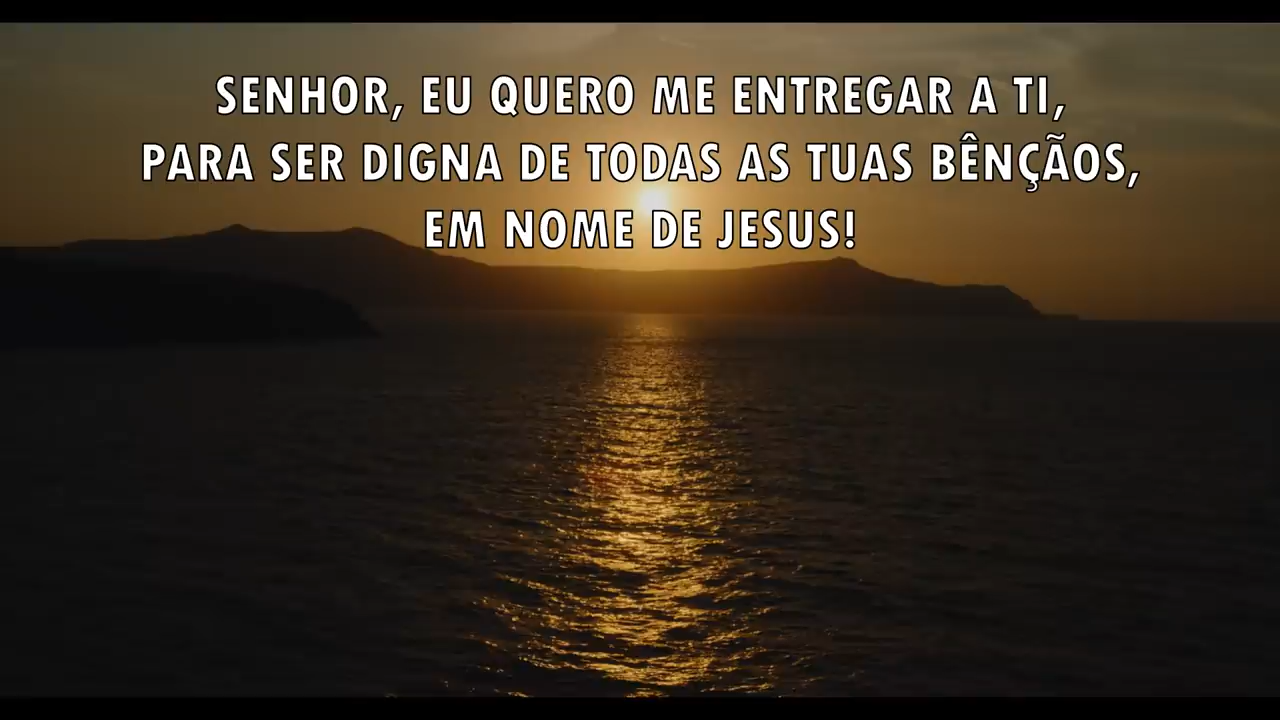 SENHOR, EU QUERO ME ENTREGAR A TI,
PARA SER DIGNA DE TODAS AS TUAS BÊNÇÃOS,
EM NOME DE JESUS!